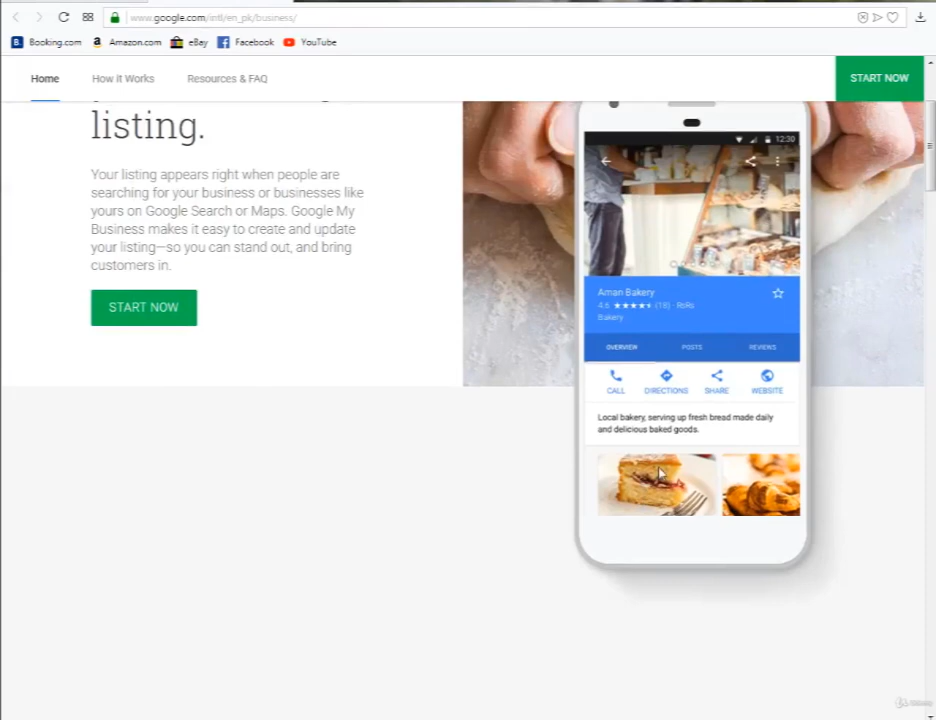 www.google.com/intl/en_pk/business/
Booking.com
Amazon.com
eBay
Facebook
YouTube
Home
How it Works
Resources & FAQ
START NOW
listing.
Your listing appears right when people are
searching for your business or businesses like
yours on Google Search or Maps. Google My
Business makes it easy to create and update
your listing—so you can stand out, and bring
customers in.
START NOW
12:30
Aman Bakery
4.6 (18) · RsRs
Bakery
OVERVIEW
POSTS
REVIEWS
CALL
DIRECTIONS
SHARE
WEBSITE
Local bakery, serving up fresh bread made daily
and delicious baked goods.